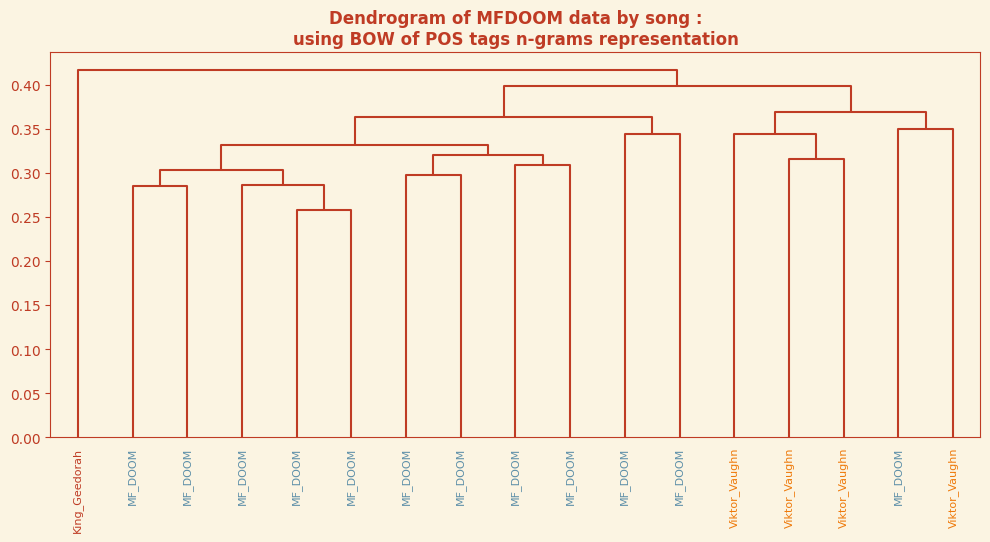 Dendrogram of MFDOOM data by song :
using BOW of POS tags n-grams representation
0.40
0.35
0.30
0.25
0.20
0.15
0.10
0.05
0.00
King_Geedorah
MF_DOOM
MF_DOOM
MF_DOOM
MF_DOOM
MF_DOOM
MF_DOOM
MF_DOOM
MF_DOOM
MF_DOOM
MF_DOOM
MF_DOOM
Viktor_Vaughn
Viktor_Vaughn
Viktor_Vaughn
MF_DOOM
Viktor_Vaughn